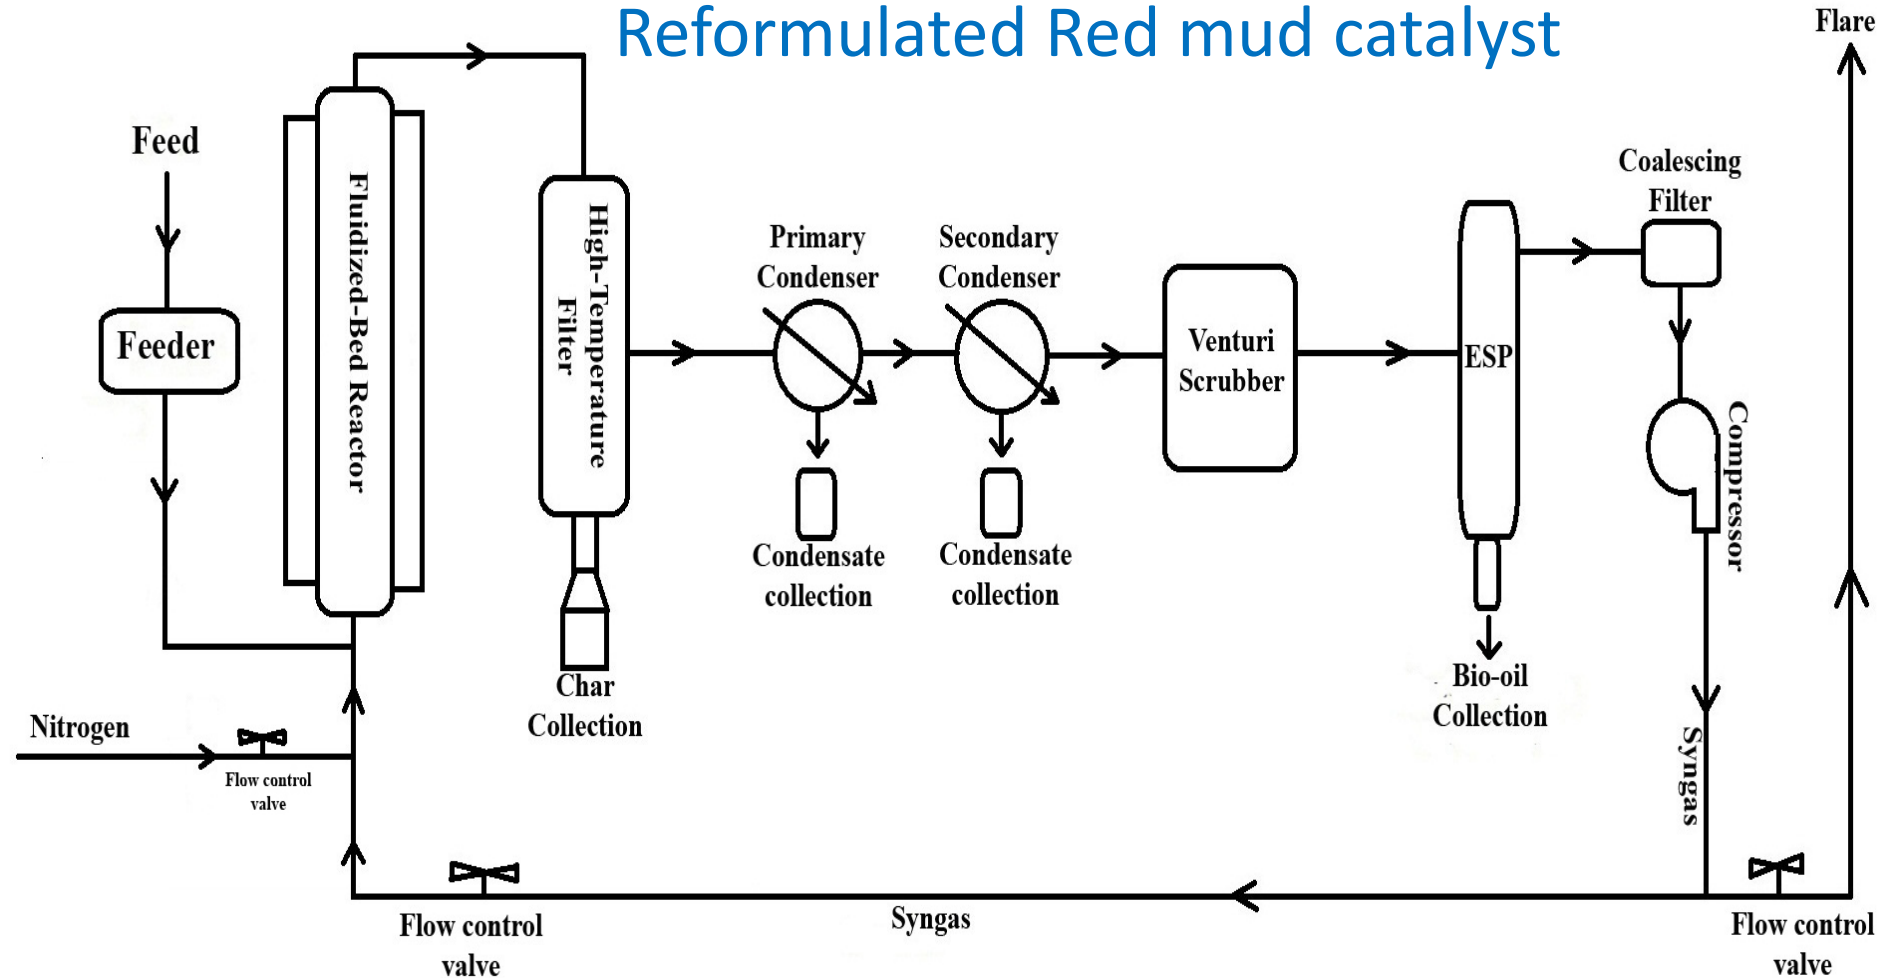 Reformulated Red mud catalyst
Flare
Feed
Feeder
Fluidized-Bed Reactor
High-Temperature
Filter
Primary
Condenser
Secondary
Condenser
Venturi
Scrubber
ESP
Coalescing
Filter
Compressor
Condensate
collection
Condensate
collection
Char
Collection
Bio-oil
Collection
Nitrogen
Flow control
valve
Syngas
Flow control
valve
Syngas
Flow control
valve